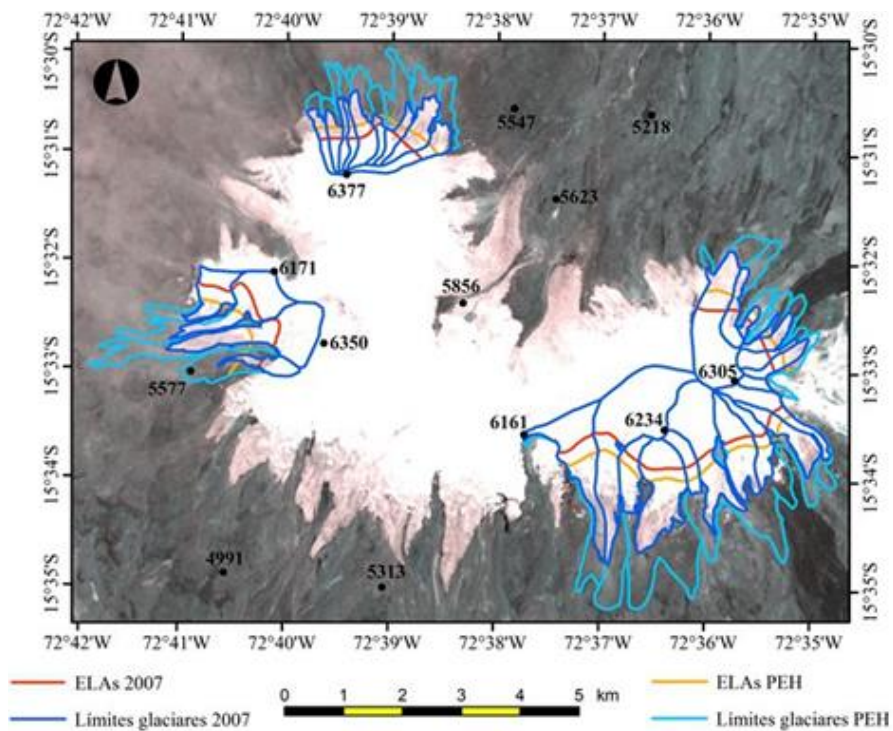 72°42'O 72°41'O 72°40'O 72°39'O 72°38'O 72°37'O 72°36'O 72°35'O
15°30'S 15°30'S
5547 5218
15°31'S 15°31'S
6377
5623
15°32'S 15°32'S
6171
5856
6350
15°33'S 15°33'S
5577 6305
6161 6234
15°34'S 15°34'S
4991
5313
15°35'S 15°35'S
72°42'O 72°41'O 72°40'O 72°39'O 72°38'O 72°37'O 72°36'O 72°35'O
ELAs 2007 ELAs PEH
0 1 2 3 4 5 km
Límites glaciares 2007 Límites glaciares PEH